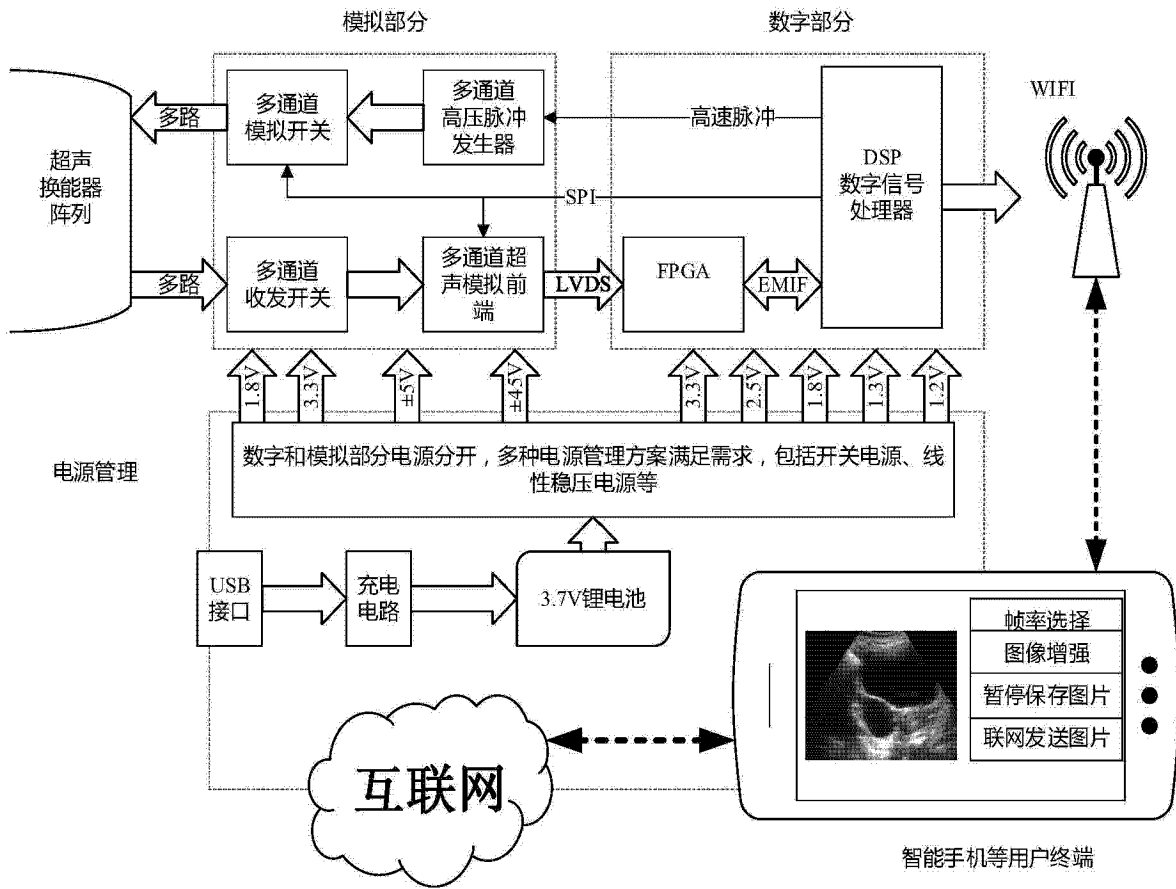 模拟部分
数字部分
多通道
模拟开关
多通道
高压脉冲
发生器
多路
高速脉冲
WIFI
超声
换能器
阵列
DSP
数字信号
处理器
SPI
多路
多通道
收发开关
多通道超
声模拟前
端
LVDS
FPGA
EMIF
1.8V
3.3V
±5V
±45V
3.3V
2.5V
1.8V
1.3V
1.2V
电源管理
数字和模拟部分电源分开，多种电源管理方案满足需求，包括开关电源、线
性稳压电源等
USB
接口
充电
电路
3.7V锂电池
帧率选择
图像增强
暂停保存图片
联网发送图片
互联网
智能手机等用户终端